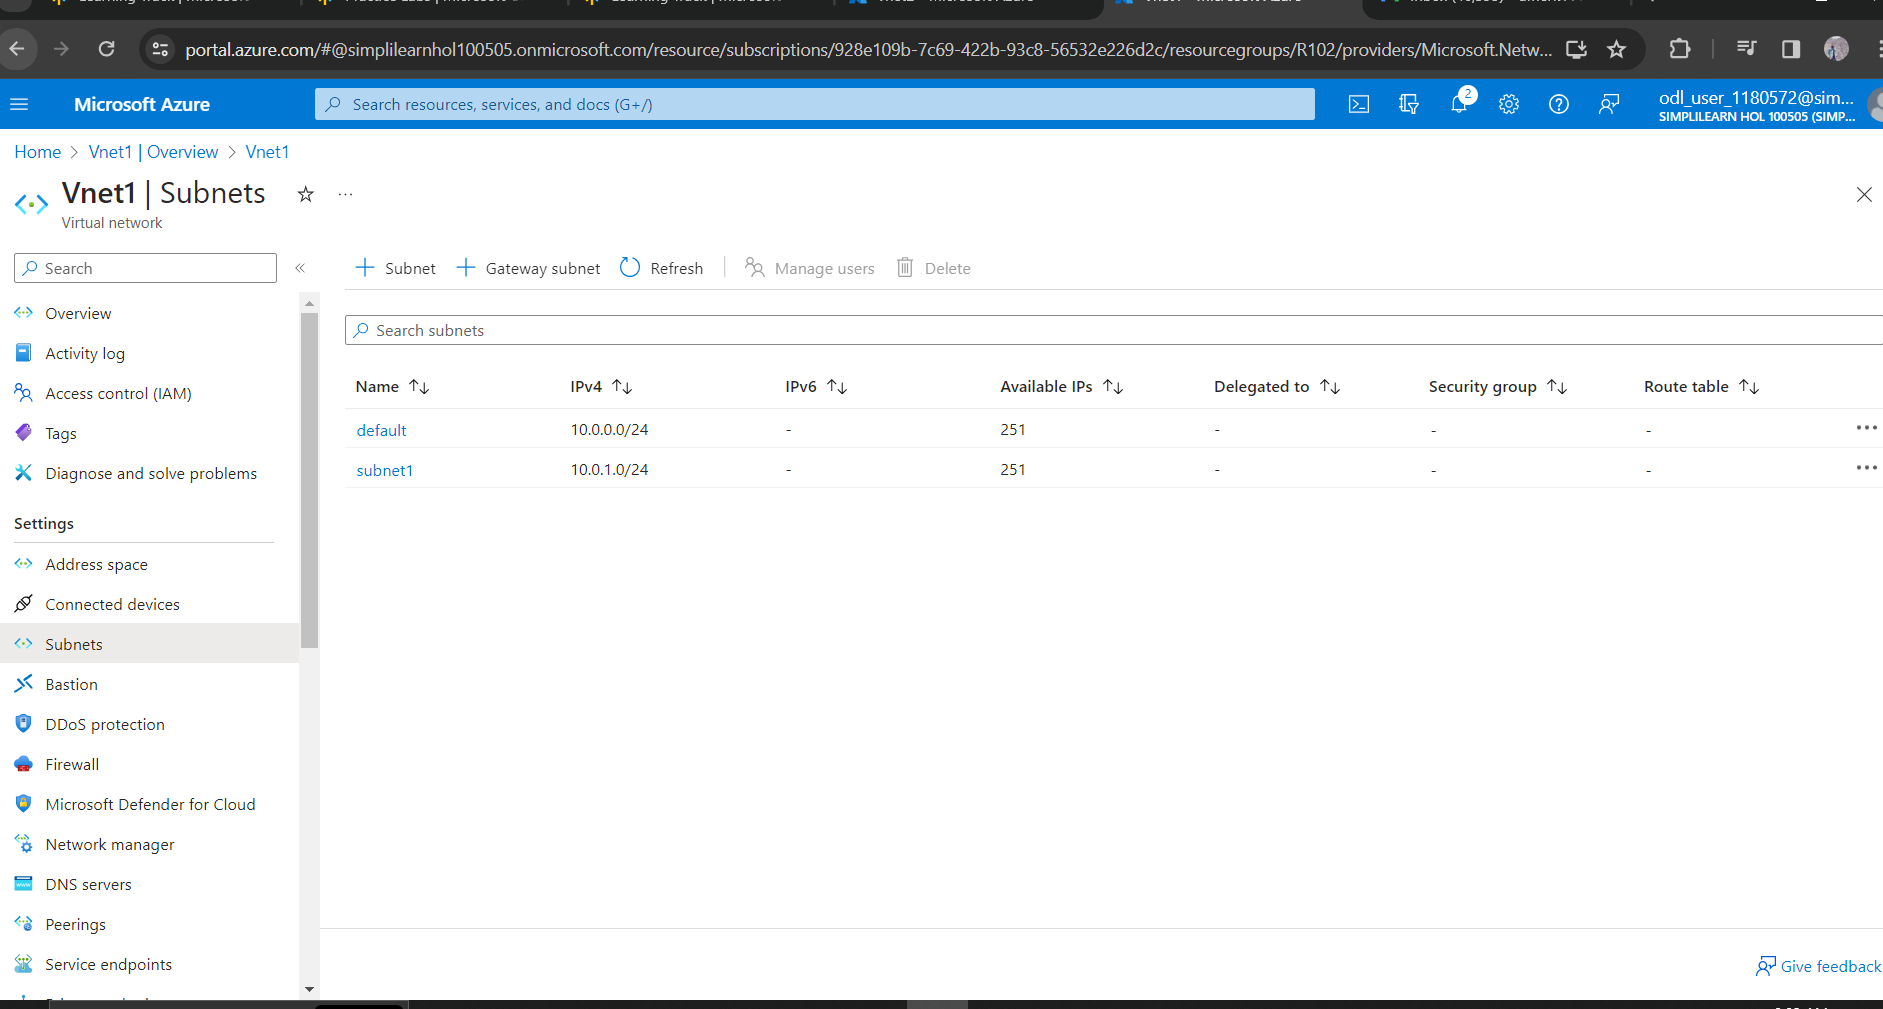 portal.azure.com/#@simplilearnhol100505.onmicrosoft.com/resource/subscriptions/928e109b-7c69-422b-93c8-56532e226d2c/resourcegroups/R102/providers/Microsoft.Netw...
Microsoft Azure
Search resources, services, and docs (G+/)
2
odl_user_1180572@sim...
SIMPLILEARN HOL 100505 (SIMP...
Home > Vnet1 | Overview > Vnet1
Vnet1 | Subnets
...
Virtual network
Search
«
Subnet
Gateway subnet
Refresh
Manage users
Delete
Overview
Activity log
Access control (IAM)
Tags
Diagnose and solve problems
Settings
Address space
Connected devices
Subnets
Bastion
DDoS protection
Firewall
Microsoft Defender for Cloud
Network manager
DNS servers
Peerings
Service endpoints
Search subnets
Name IPv4 IPv6 Available IPs Delegated to Security group Route table
default 10.0.0.0/24 - 251 - - - ...
subnet1 10.0.1.0/24 - 251 - - - ...
Give feedback